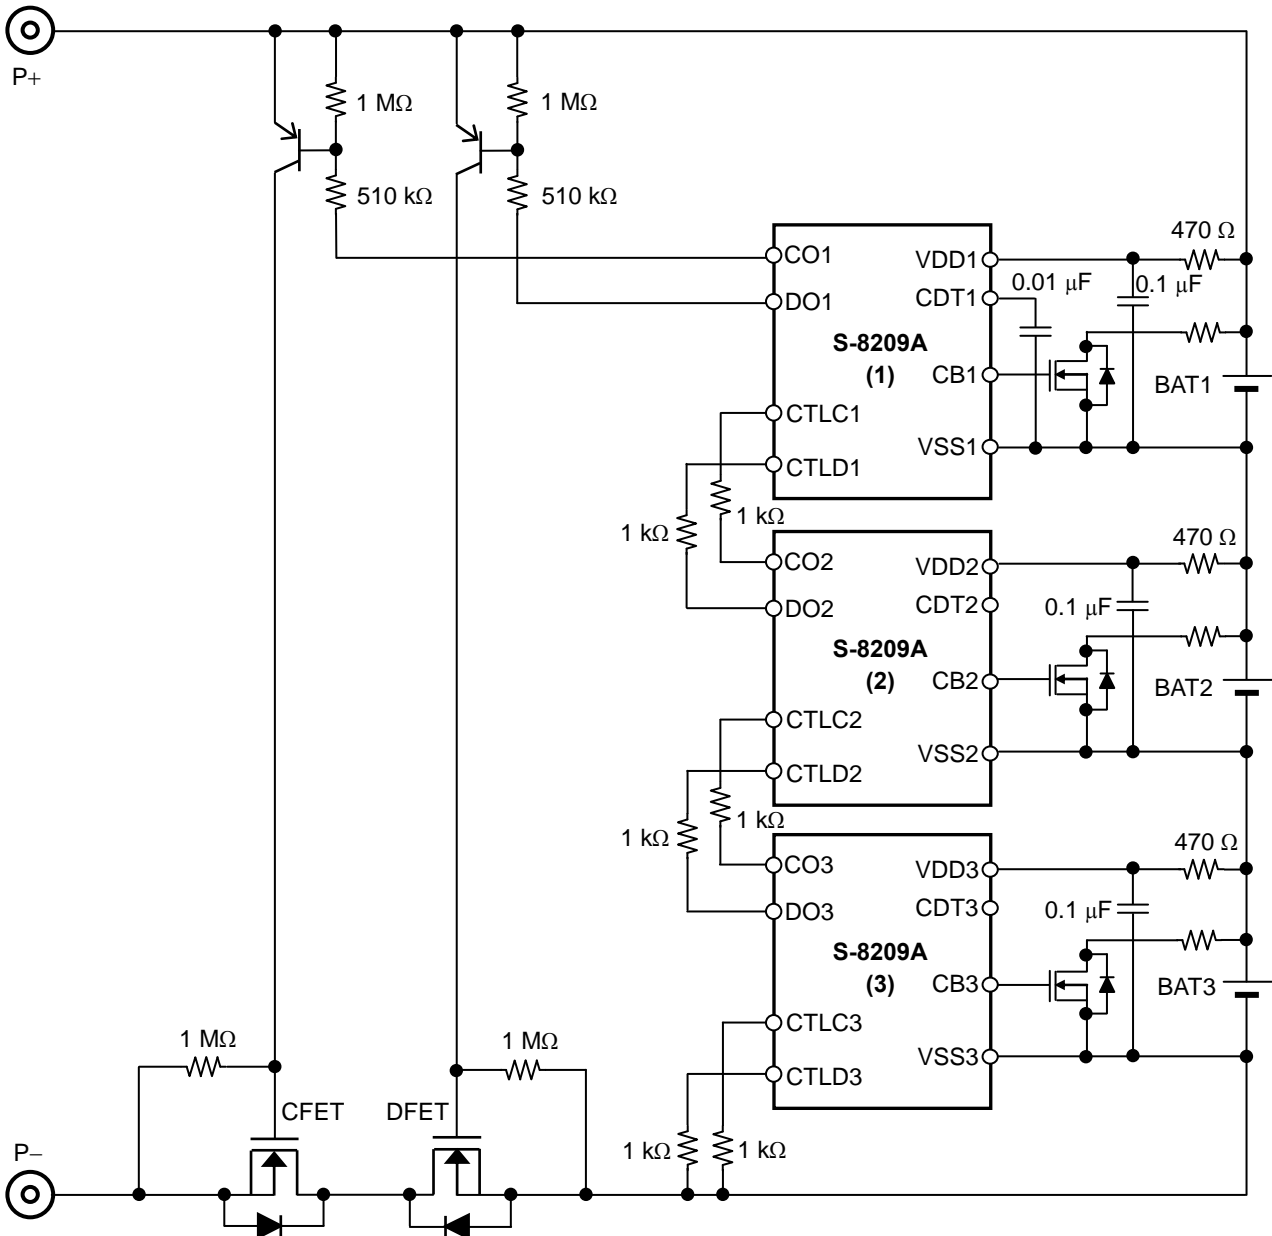 P+
1 MΩ
1 MΩ
510 kΩ
510 kΩ
CO1
DO1
S-8209A
(1)
CTLC1
CTLD1
VDD1
CDT1
CB1
VSS1
470 Ω
0.01 μF
0.1 μF
BAT1
1 kΩ
1 kΩ
CO2
DO2
S-8209A
(2)
CTLC2
CTLD2
VDD2
CDT2
CB2
VSS2
470 Ω
0.1 μF
BAT2
1 kΩ
1 kΩ
CO3
DO3
S-8209A
(3)
CTLC3
CTLD3
VDD3
CDT3
CB3
VSS3
470 Ω
0.1 μF
BAT3
1 MΩ
1 MΩ
CFET
DFET
1 kΩ
1 kΩ
P−